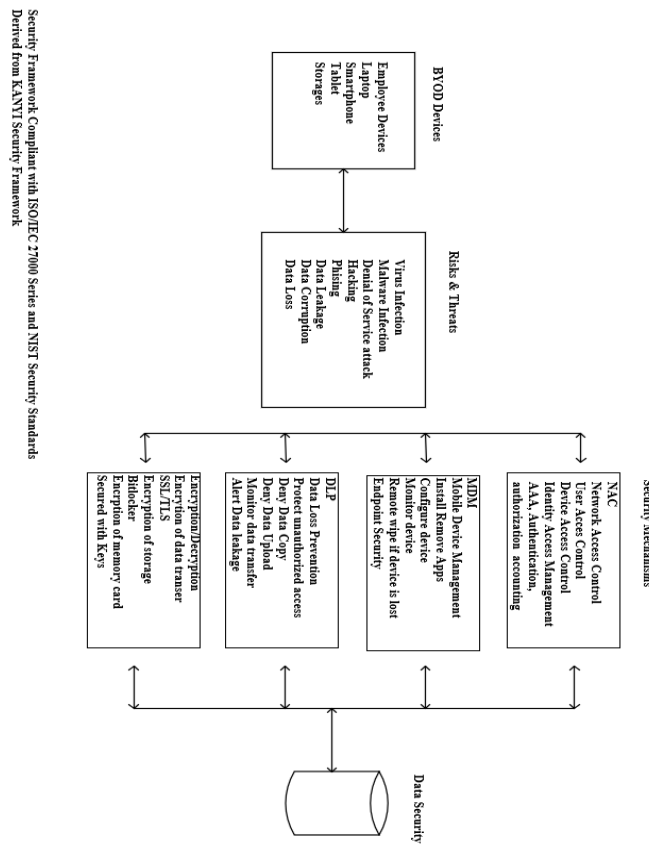 BYOD Devices
Employee Devices
Laptop
Smartphone
Tablet
Storages
Risks & Threats
Virus Infection
Malware Infection
Denial of Service attack
Hacking
Phising
Data Leakage
Data Corruption
Data Loss
Security Mechanisms
NAC
Network Access Control
User Acces Control
Device Access Control
Identity Access Management
AAA, Authentication,
authorization accounting
MDM
Mobile Device Management
Install Remove Apps
Configure device
Monitor device
Remote wipe if device is lost
Endpoint Security
DLP
Data Loss Prevention
Protect unauthorized access
Deny Data Copy
Deny Data Upload
Monitor data transfer
Alert Data leakage
Encryption/Decryption
Encrytion of data transer
SSL/TLS
Encryption of storage
Bitlocker
Encrption of memory card
Secured with Keys
Data Security
Security Framework Compliant with ISO/IEC 27000 Series and NIST Security Standards
Derived from KANYI Security Framework